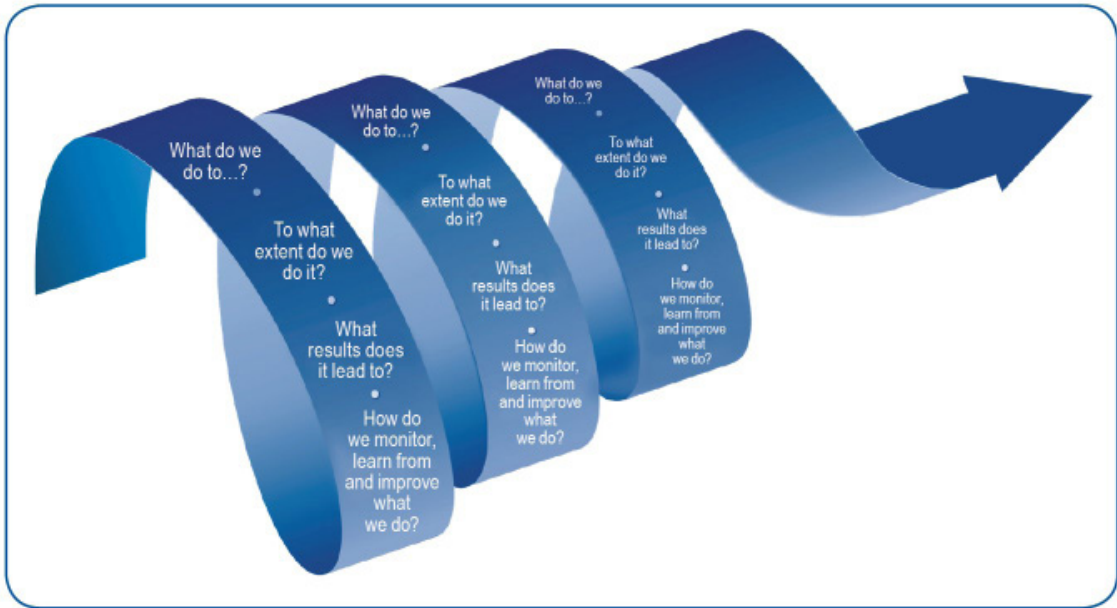 What do we
do to...?
To what
extent do we
do it?
What
results does
it lead to?
How do
we monitor,
learn from
and improve
what
we do?
What do we
do to...?
To what
extent do we
do it?
What
results does
it lead to?
How do
we monitor,
learn from
and improve
what
we do?
What do we
do to...?
To what
extent do we
do it?
What
results does
it lead to?
How do
we monitor,
learn from
and improve
what
we do?